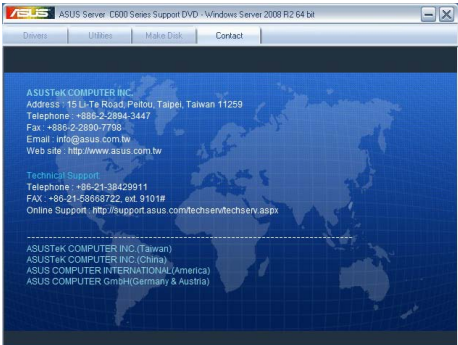 ASUS ASUS Server C600 Series Support DVD - Windows Server 2008 R2 64 bit
Drivers Utilities Make Disk Contact
ASUSTeK COMPUTER INC.
Address : 15 Li-Te Road, Peitou, Taipei, Taiwan 11259
Telephone : +886-2-2894-3447
Fax : +886-2-2890-7798
Email : info@asus.com.tw
Web site : http://www.asus.com.tw
Technical Support
Telephone : +86-21-38429911
FAX : +86-21-58668722, ext. 9101#
Online Support : http://support.asus.com/techserv/techserv.aspx
ASUSTeK COMPUTER INC.(Taiwan)
ASUSTeK COMPUTER INC.(China)
ASUS COMPUTER INTERNATIONAL(America)
ASUS COMPUTER GmbH(Germany & Austria)